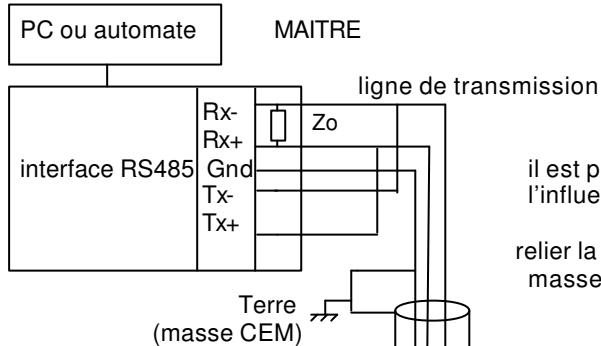 PC ou automate
MAITRE
ligne de transmission
Rx-
Zo
Rx+
interface RS485
Gnd
il est p
Tx-
l'influe
Tx+
relier la
masse
Terre
(masse CEM)